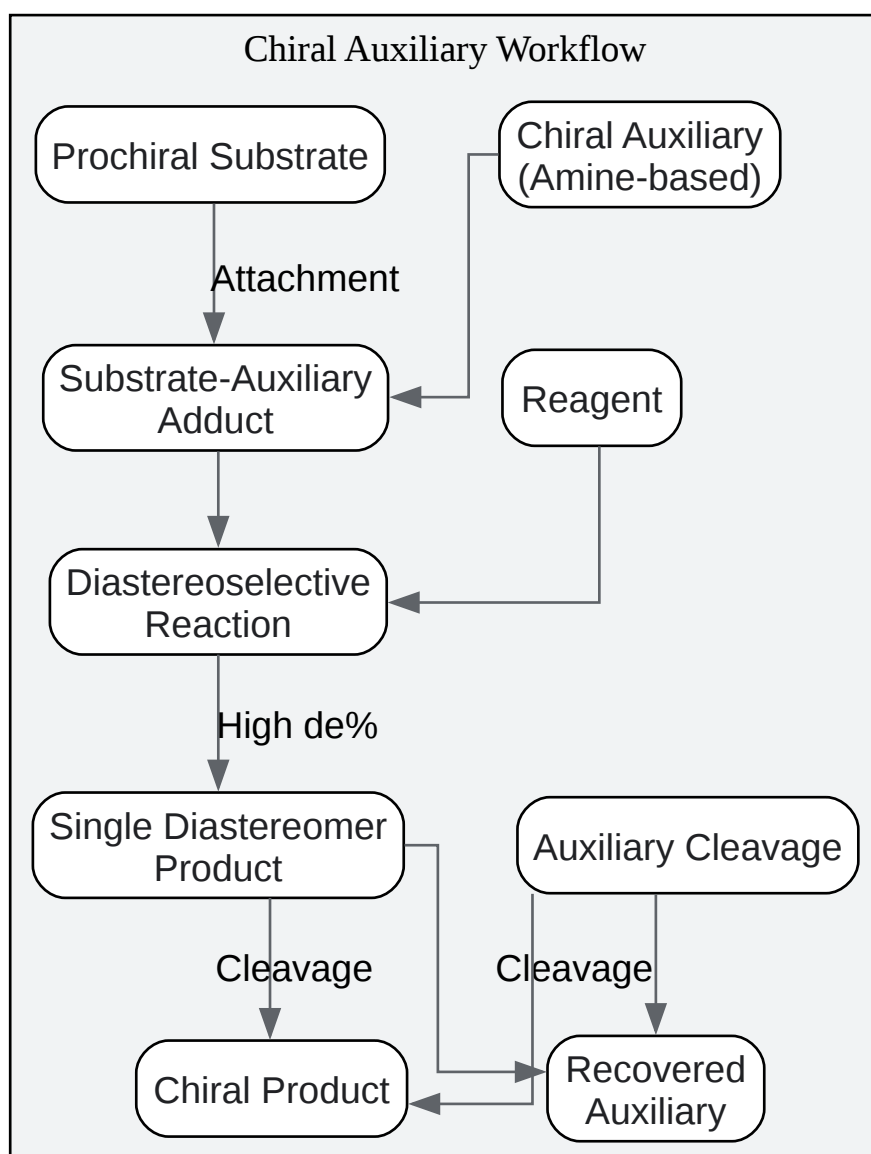 Chiral Auxiliary Workflow
Prochiral Substrate
Chiral Auxiliary
(Amine-based)
Attachment
Substrate-Auxiliary
Adduct
Reagent
Diastereoselective
Reaction
High de%
Single Diastereomer
Product
Auxiliary Cleavage
Cleavage
Cleavage
Chiral Product
Recovered
Auxiliary